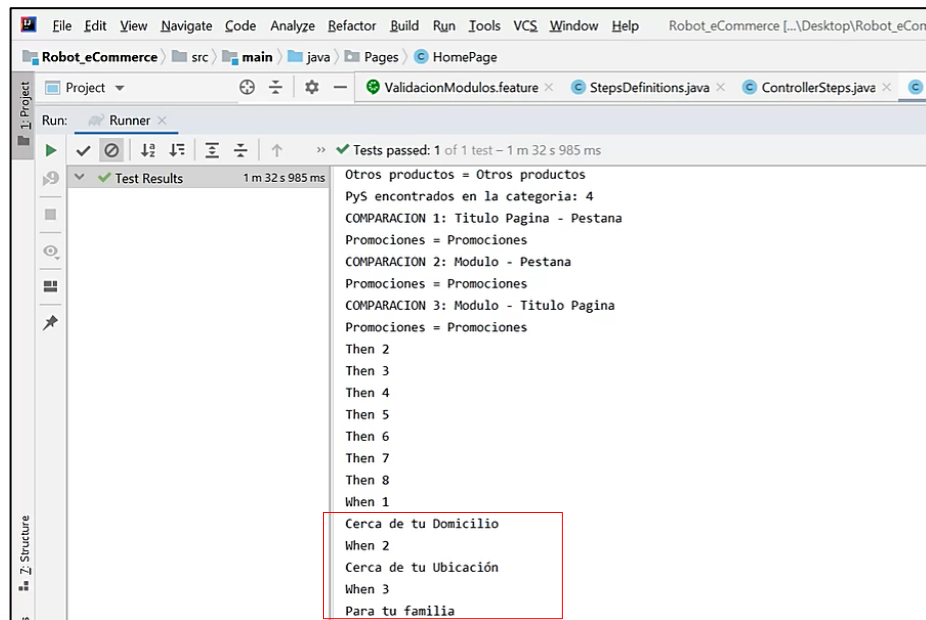 File Edit View Navigate Code Analyze Refactor Build Run Tools VCS Window Help Robot_eCommerce [...\Desktop\Robot_eCom
Robot_eCommerce src main java Pages HomePage
1: Project
Project ValidacionModulos.feature StepsDefinitions.java ControllerSteps.java
Run: Runner
Tests passed: 1 of 1 test – 1 m 32 s 985 ms
Test Results 1 m 32 s 985 ms
Otros productos = Otros productos
PyS encontrados en la categoria: 4
COMPARACION 1: Titulo Pagina - Pestana
Promociones = Promociones
COMPARACION 2: Modulo - Pestana
Promociones = Promociones
COMPARACION 3: Modulo - Titulo Pagina
Promociones = Promociones
Then 2
Then 3
Then 4
Then 5
Then 6
Then 7
Then 8
When 1
Cerca de tu Domicilio
When 2
Cerca de tu Ubicación
When 3
Para tu familia
Z: Structure